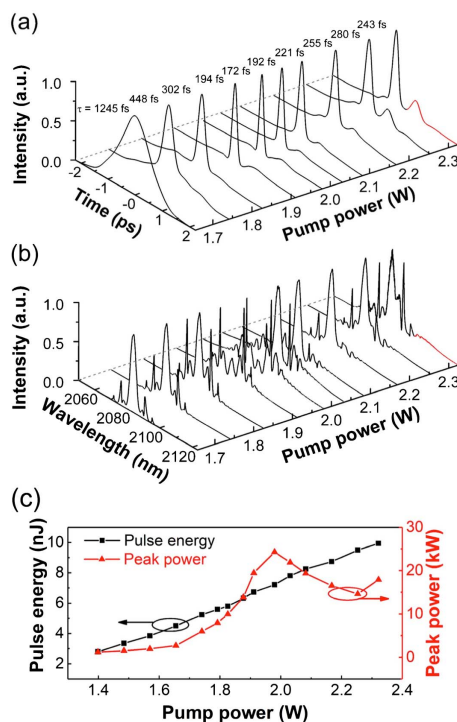 (a)
τ = 1245 fs 448 fs 302 fs 194 fs 172 fs 192 fs 221 fs 255 fs 280 fs 243 fs
Intensity (a.u.)
1.0
0.5
0.0
-2
-1
-0
1
2
Time (ps)
1.7
1.8
1.9
2.0
2.1
2.2
2.3
Pump power (W)
(b)
Intensity (a.u.)
1.0
0.5
0.0
2060
2080
2100
2120
Wavelength (nm)
1.7
1.8
1.9
2.0
2.1
2.2
2.3
Pump power (W)
(c)
Pulse energy (nJ)
10
8
6
4
2
Pulse energy
Peak power
30
20
10
0
Peak power (kW)
1.4 1.6 1.8 2.0 2.2 2.4
Pump power (W)